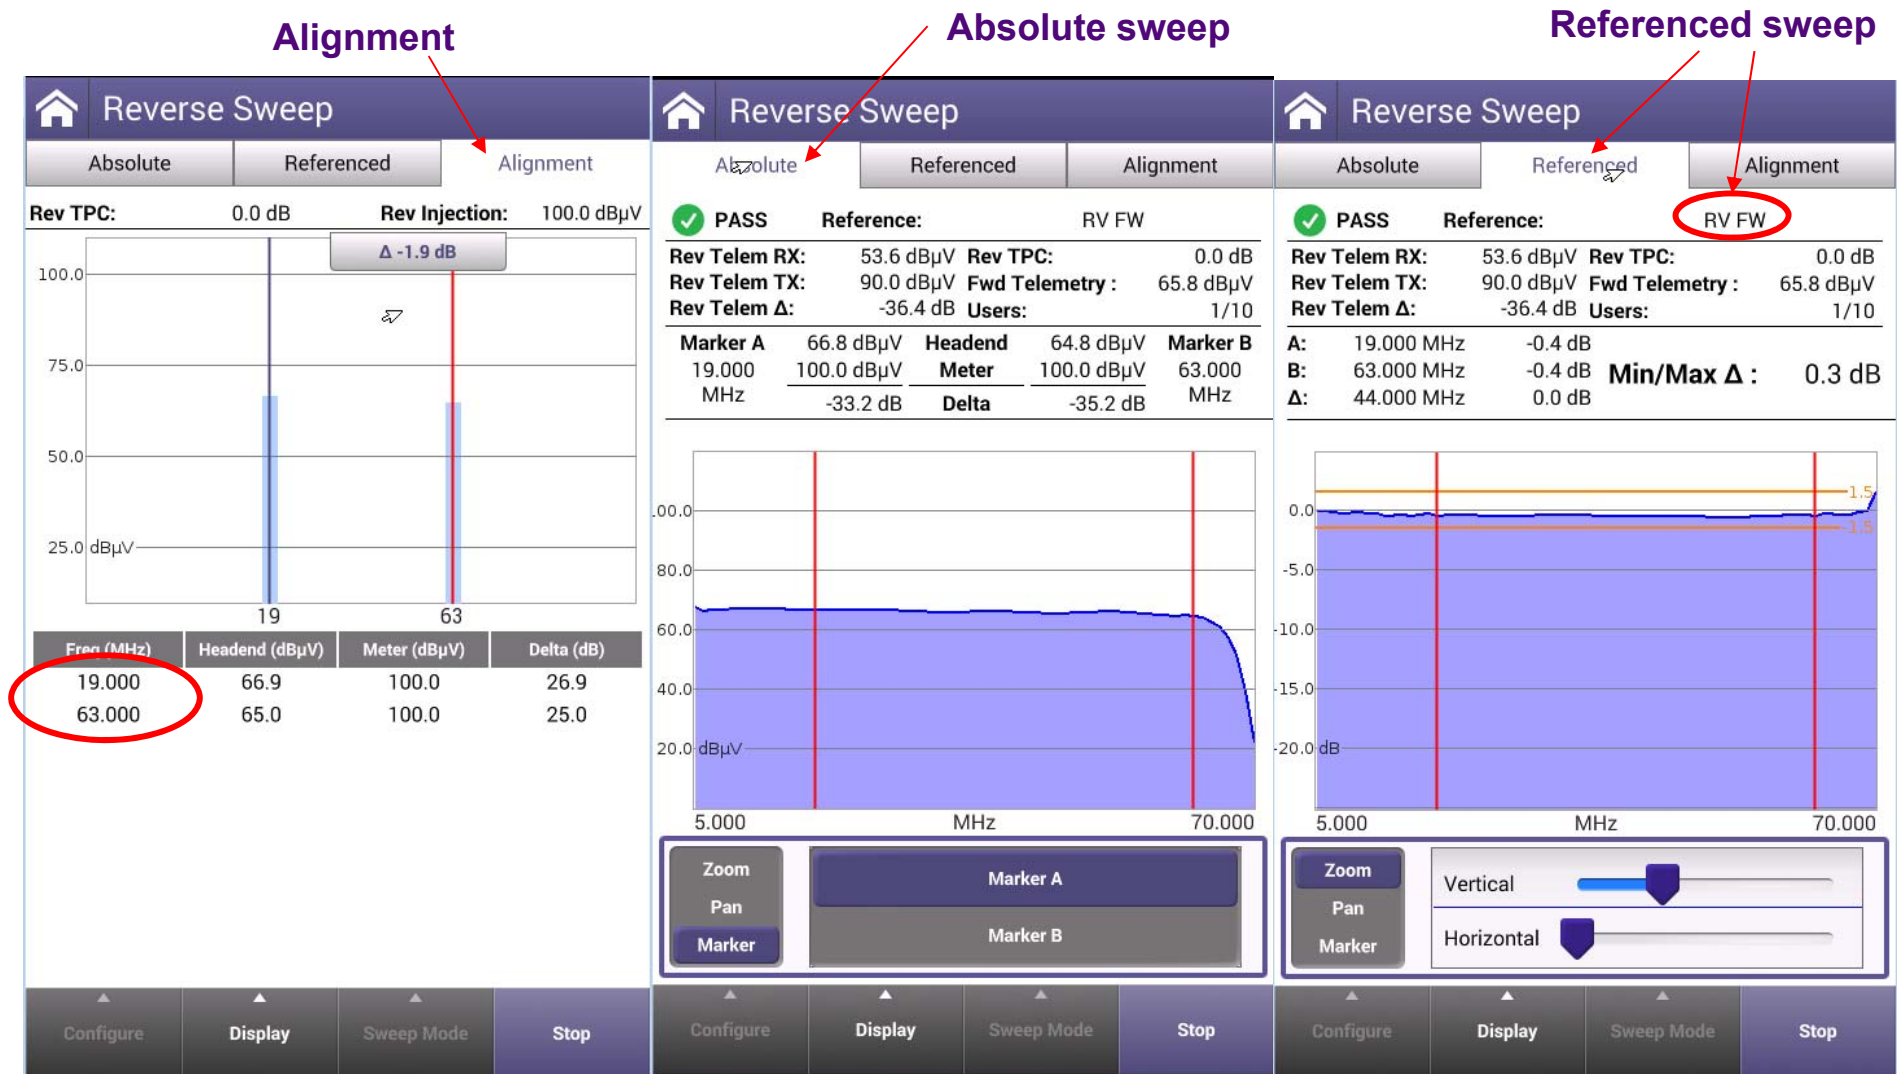 Alignment
Absolute sweep
Referenced sweep
Reverse Sweep
Absolute Referenced Alignment
Rev TPC: 0.0 dB Rev Injection: 100.0 dBµV
Δ -1.9 dB
100.0
75.0
50.0
25.0 dBµV
19 63
Freq (MHz) Headend (dBµV) Meter (dBµV) Delta (dB)
19.000 66.9 100.0 26.9
63.000 65.0 100.0 25.0
Configure Display Sweep Mode Stop
Reverse Sweep
Absolute Referenced Alignment
PASS Reference: RV FW
Rev Telem RX: 53.6 dBµV Rev TPC: 0.0 dB
Rev Telem TX: 90.0 dBµV Fwd Telemetry : 65.8 dBµV
Rev Telem Δ: -36.4 dB Users: 1/10
Marker A 66.8 dBµV Headend 64.8 dBµV Marker B
19.000 100.0 dBµV Meter 100.0 dBµV 63.000
MHz -33.2 dB Delta -35.2 dB MHz
.00.0
80.0
60.0
40.0
20.0 dBµV
5.000 MHz 70.000
Zoom
Pan
Marker
Marker A
Marker B
Configure Display Sweep Mode Stop
Reverse Sweep
Absolute Referenced Alignment
PASS Reference: RV FW
Rev Telem RX: 53.6 dBµV Rev TPC: 0.0 dB
Rev Telem TX: 90.0 dBµV Fwd Telemetry : 65.8 dBµV
Rev Telem Δ: -36.4 dB Users: 1/10
A: 19.000 MHz -0.4 dB
B: 63.000 MHz -0.4 dB Min/Max Δ : 0.3 dB
Δ: 44.000 MHz 0.0 dB
1.5
0.0
-1.5
-5.0
-10.0
-15.0
-20.0 dB
5.000 MHz 70.000
Zoom
Pan
Marker
Vertical
Horizontal
Configure Display Sweep Mode Stop